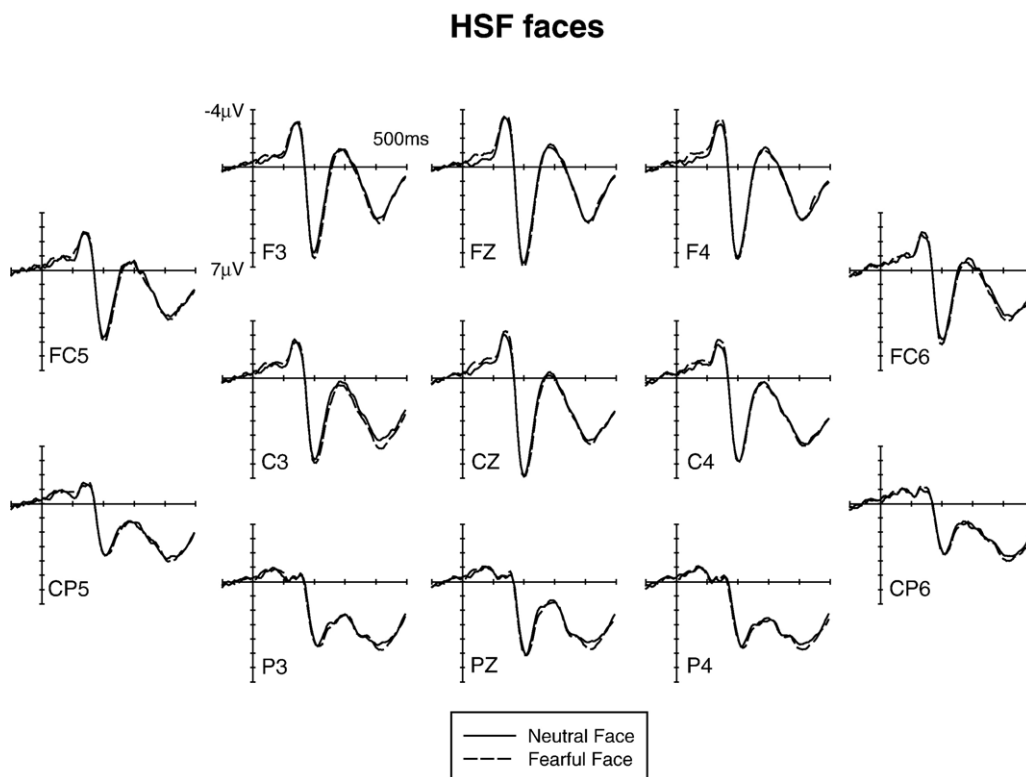 HSF faces
-4μV
500ms
F3
FZ
F4
7μV
FC5
FC6
C3
CZ
C4
CP5
CP6
P3
PZ
P4
Neutral Face
Fearful Face